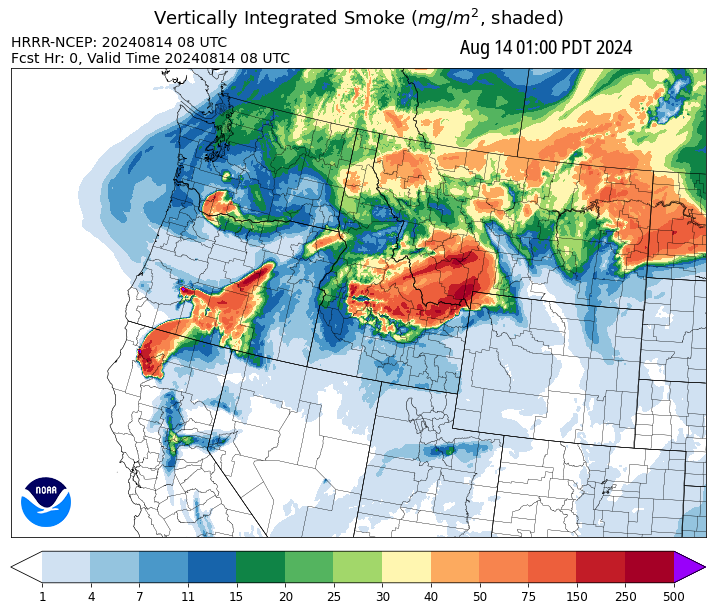 Vertically Integrated Smoke (mg/m², shaded)
HRRR-NCEP: 20240814 08 UTC
Fcst Hr: 0, Valid Time 20240814 08 UTC
Aug 14 01:00 PDT 2024
NOAA
1 4 7 11 15 20 25 30 40 50 75 150 250 500